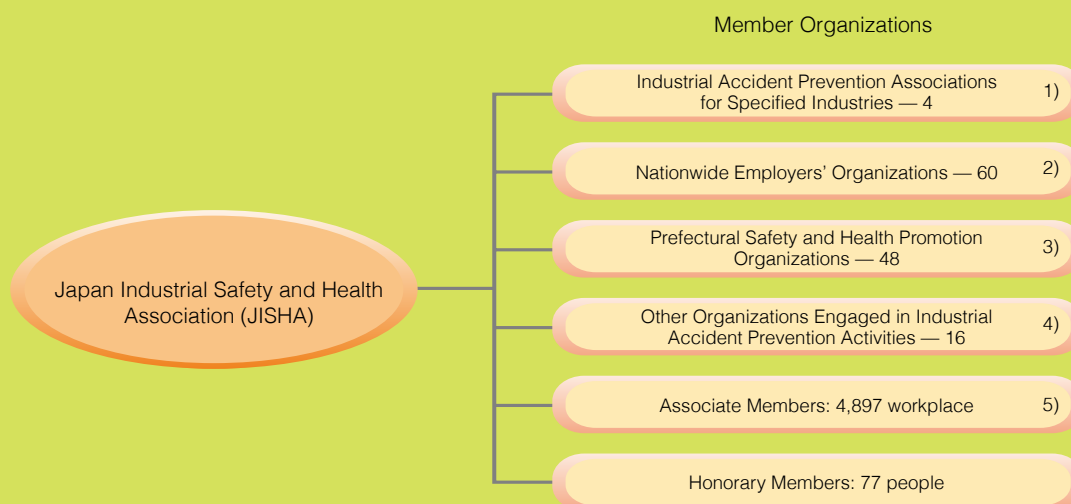 Member Organizations
Industrial Accident Prevention Associations
for Specified Industries — 4
1)
Nationwide Employers' Organizations — 60
2)
Prefectural Safety and Health Promotion
Organizations — 48
3)
Other Organizations Engaged in Industrial
Accident Prevention Activities — 16
4)
Associate Members: 4,897 workplace
5)
Honorary Members: 77 people
Japan Industrial Safety and Health
Association (JISHA)